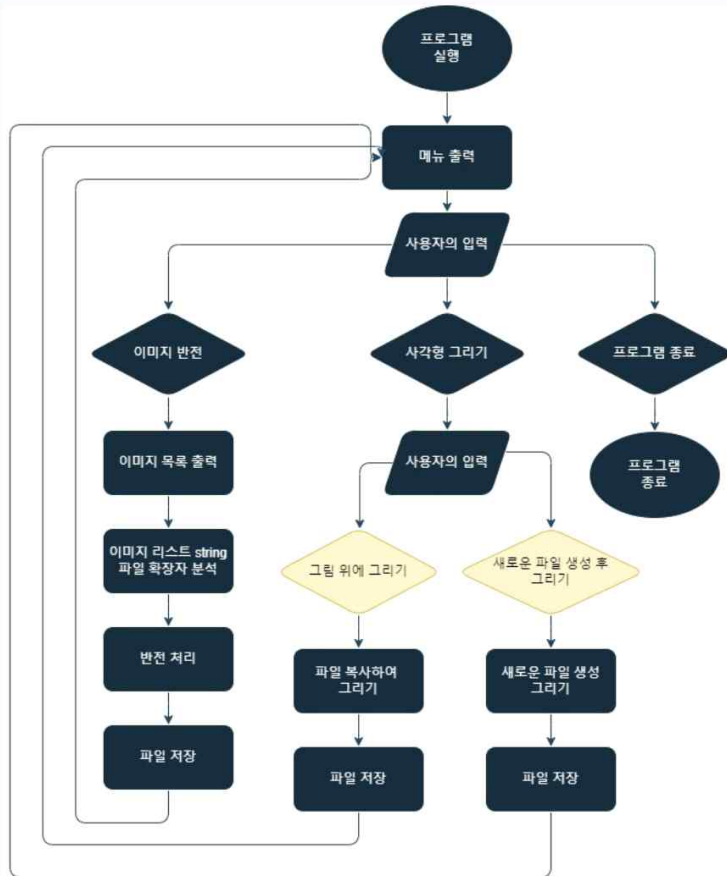 프로그램
실행
메뉴 출력
사용자의 입력
이미지 반전
사각형 그리기
프로그램 종료
이미지 목록 출력
사용자의 입력
프로그램
종료
이미지 리스트 string
파일 확장자 분석
그림 위에 그리기
새로운 파일 생성 후
그리기
반전 처리
파일 복사하여
그리기
새로운 파일 생성
그리기
파일 저장
파일 저장
파일 저장